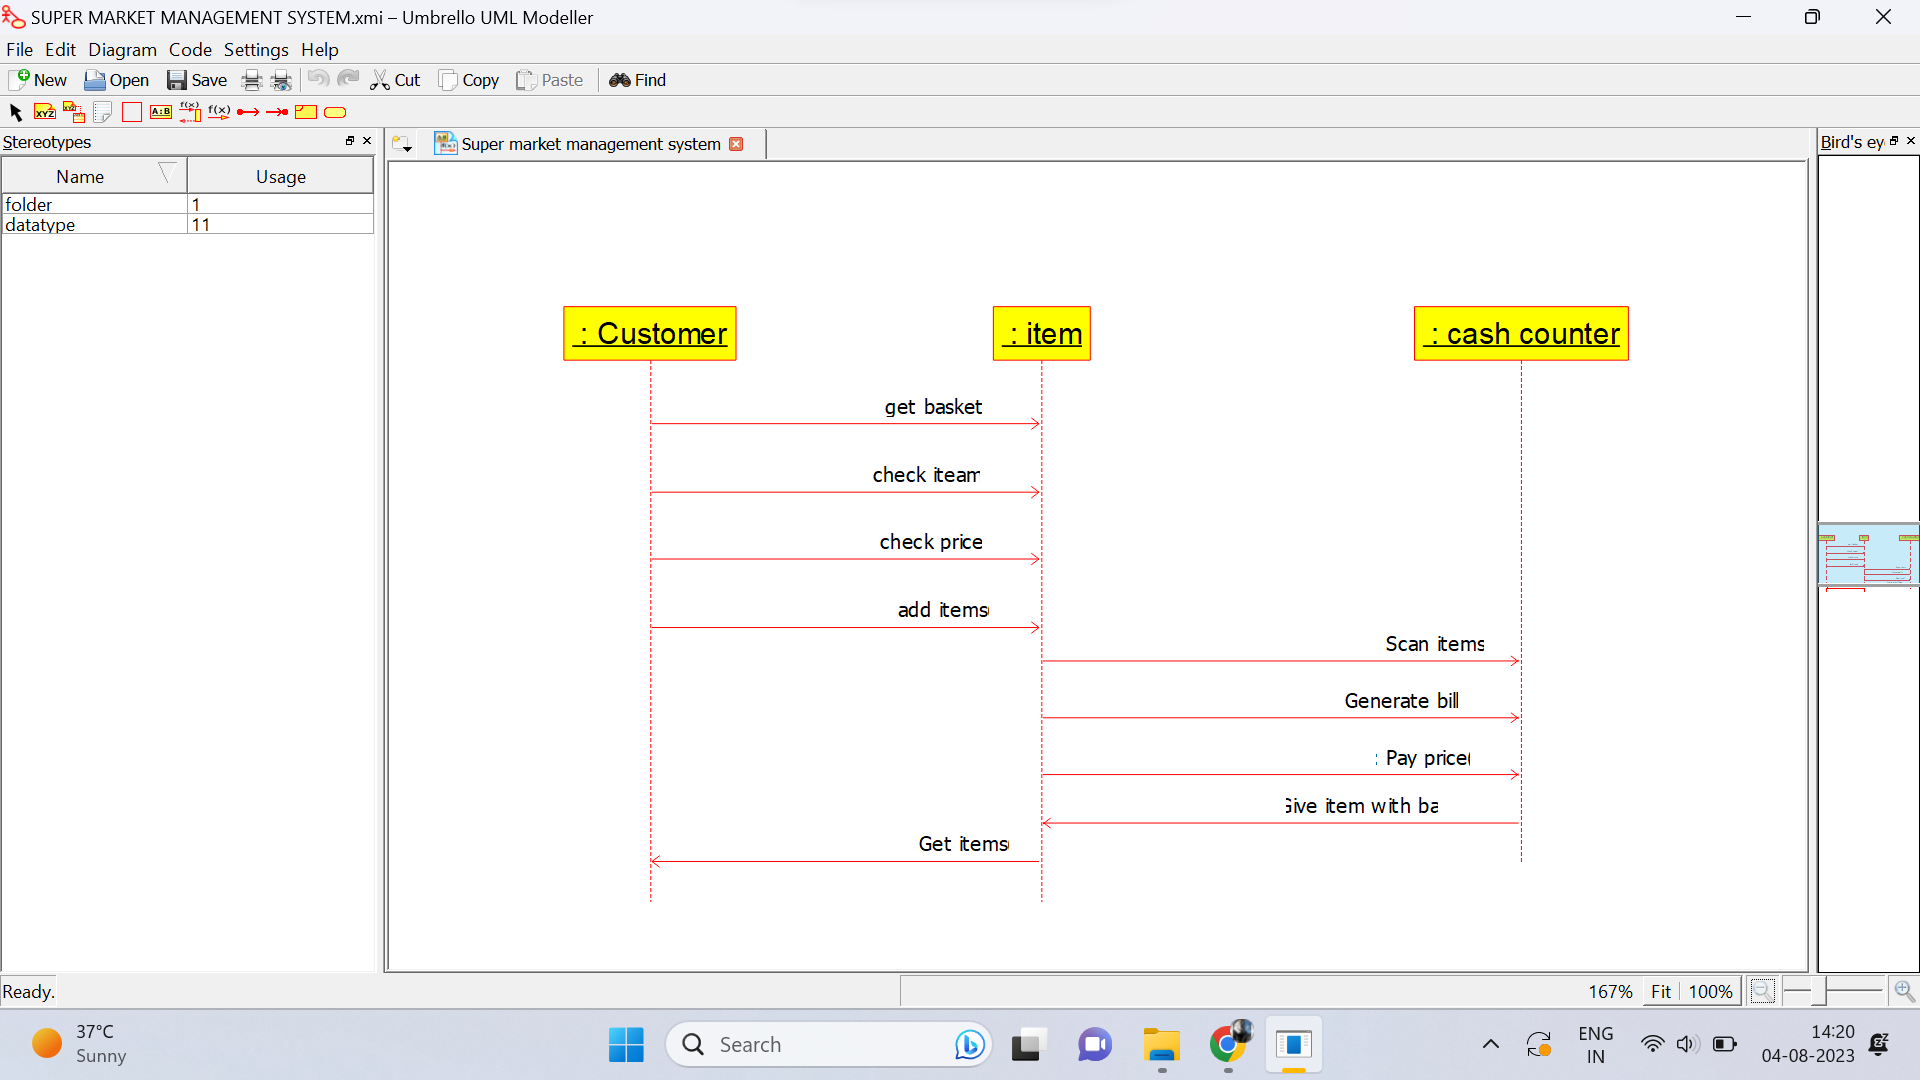 SUPER MARKET MANAGEMENT SYSTEM.xmi – Umbrello UML Modeller
File Edit Diagram Code Settings Help
New Open Save Cut Copy Paste Find
XYZ XYZ A:B f(x) f(x)
Stereotypes
Super market management system
Bird's ey
Name Usage
folder 1
datatype 11
: Customer
: item
: cash counter
get basket
check iteam
check price
add items
Scan items
Generate bill
: Pay price(
Give item with ba
Get items
Ready.
167% Fit 100%
37°C
Sunny
Search
ENG
IN
14:20
04-08-2023